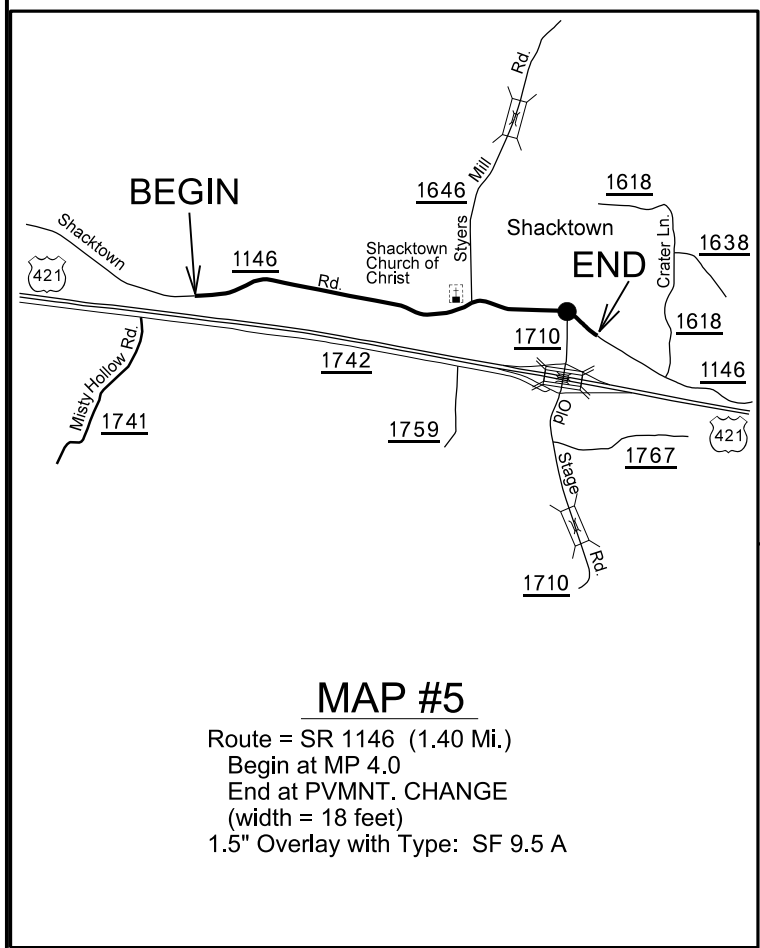 Rd.
Mill
1646
Styers
BEGIN
Shacktown
421
1146
Rd.
Shacktown
Church of
Christ
Shacktown
END
1618
Crater Ln.
1638
1618
1710
1146
1742
Misty Hollow Rd.
1741
1759
Old
421
1767
Stage
Rd.
1710
MAP #5
Route = SR 1146 (1.40 Mi.)
Begin at MP 4.0
End at PVMNT. CHANGE
(width = 18 feet)
1.5" Overlay with Type: SF 9.5 A